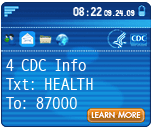 08:22 09.24.09
CDC
4 CDC Info
Txt: HEALTH
To: 87000
LEARN MORE